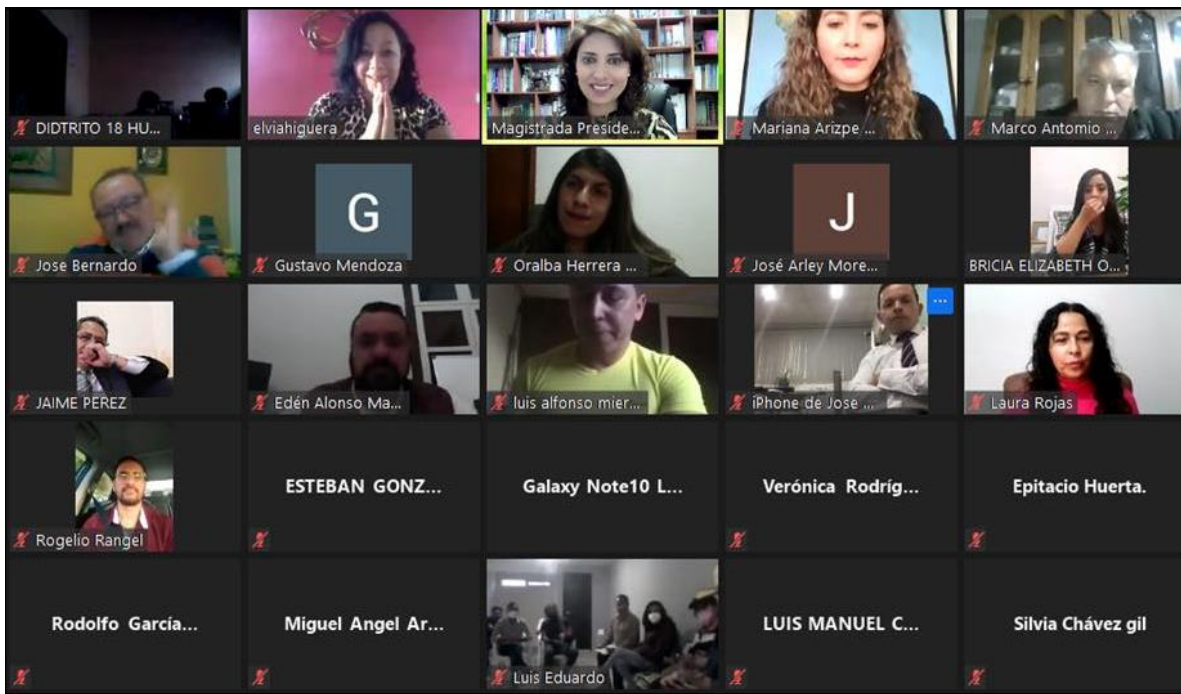 DIDTRITO 18 HU...
elviahiguera
Magistrada Preside...
Mariana Arizpe ...
Marco Antomio ...
Jose Bernardo
G
Gustavo Mendoza
Oralba Herrera ...
J
José Arley More...
BRICIA ELIZABETH O...
JAIME PEREZ
Edén Alonso Ma...
luis alfonso mier...
iPhone de Jose ...
Laura Rojas
Rogelio Rangel
ESTEBAN GONZ...
Galaxy Note10 L...
Verónica Rodríg...
Epitacio Huerta.
Rodolfo García...
Miguel Angel Ar...
Luis Eduardo
LUIS MANUEL C...
Silvia Chávez gil